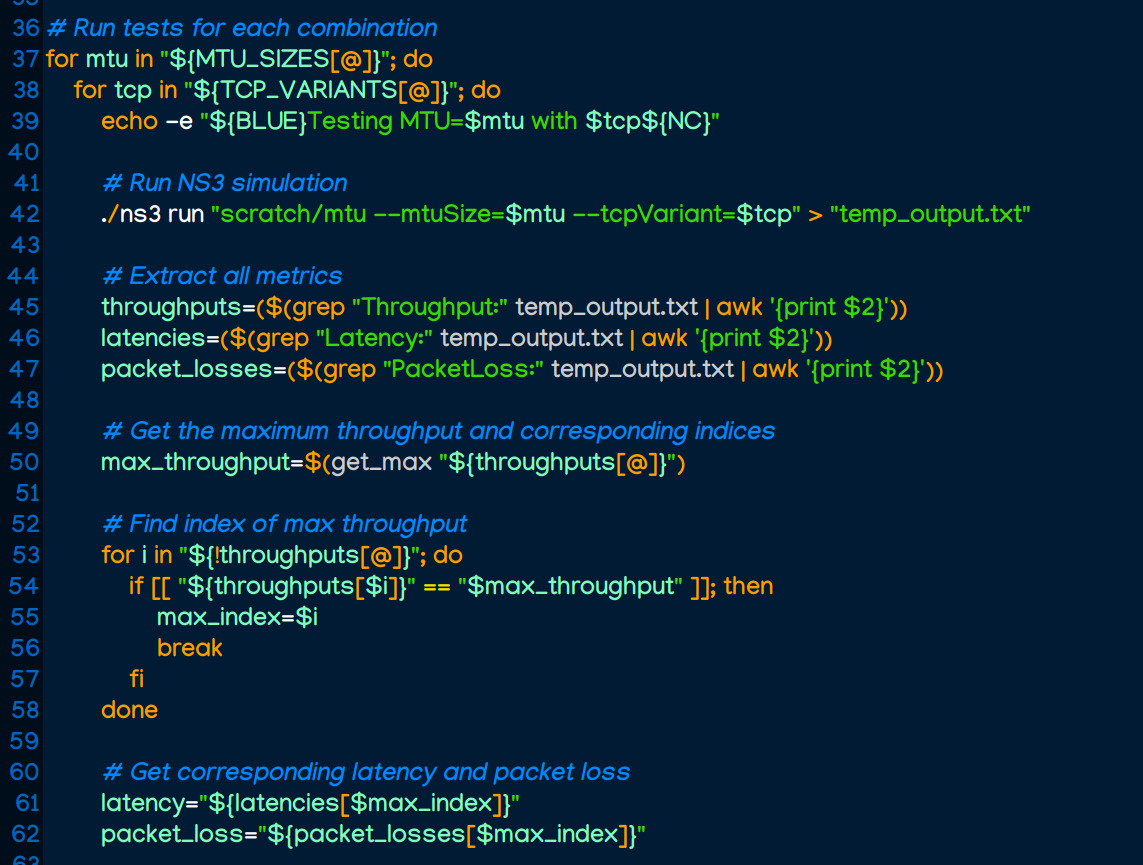 36 # Run tests for each combination
37 for mtu in "${MTU_SIZES[@]}"; do
38 for tcp in "${TCP_VARIANTS[@]}"; do
39 echo -e "${BLUE}Testing MTU=$mtu with $tcp${NC}"
40
41 # Run NS3 simulation
42 ./ns3 run "scratch/mtu --mtuSize=$mtu --tcpVariant=$tcp" > "temp_output.txt"
43
44 # Extract all metrics
45 throughputs=($(grep "Throughput:" temp_output.txt | awk '{print $2}'))
46 latencies=($(grep "Latency:" temp_output.txt | awk '{print $2}'))
47 packet_losses=($(grep "PacketLoss:" temp_output.txt | awk '{print $2}'))
48
49 # Get the maximum throughput and corresponding indices
50 max_throughput=$(get_max "${throughputs[@]}")
51
52 # Find index of max throughput
53 for i in "${!throughputs[@]}"; do
54 if [[ "${throughputs[$i]}" == "$max_throughput" ]]; then
55 max_index=$i
56 break
57 fi
58 done
59
60 # Get corresponding latency and packet loss
61 latency="${latencies[$max_index]}"
62 packet_loss="${packet_losses[$max_index]}"